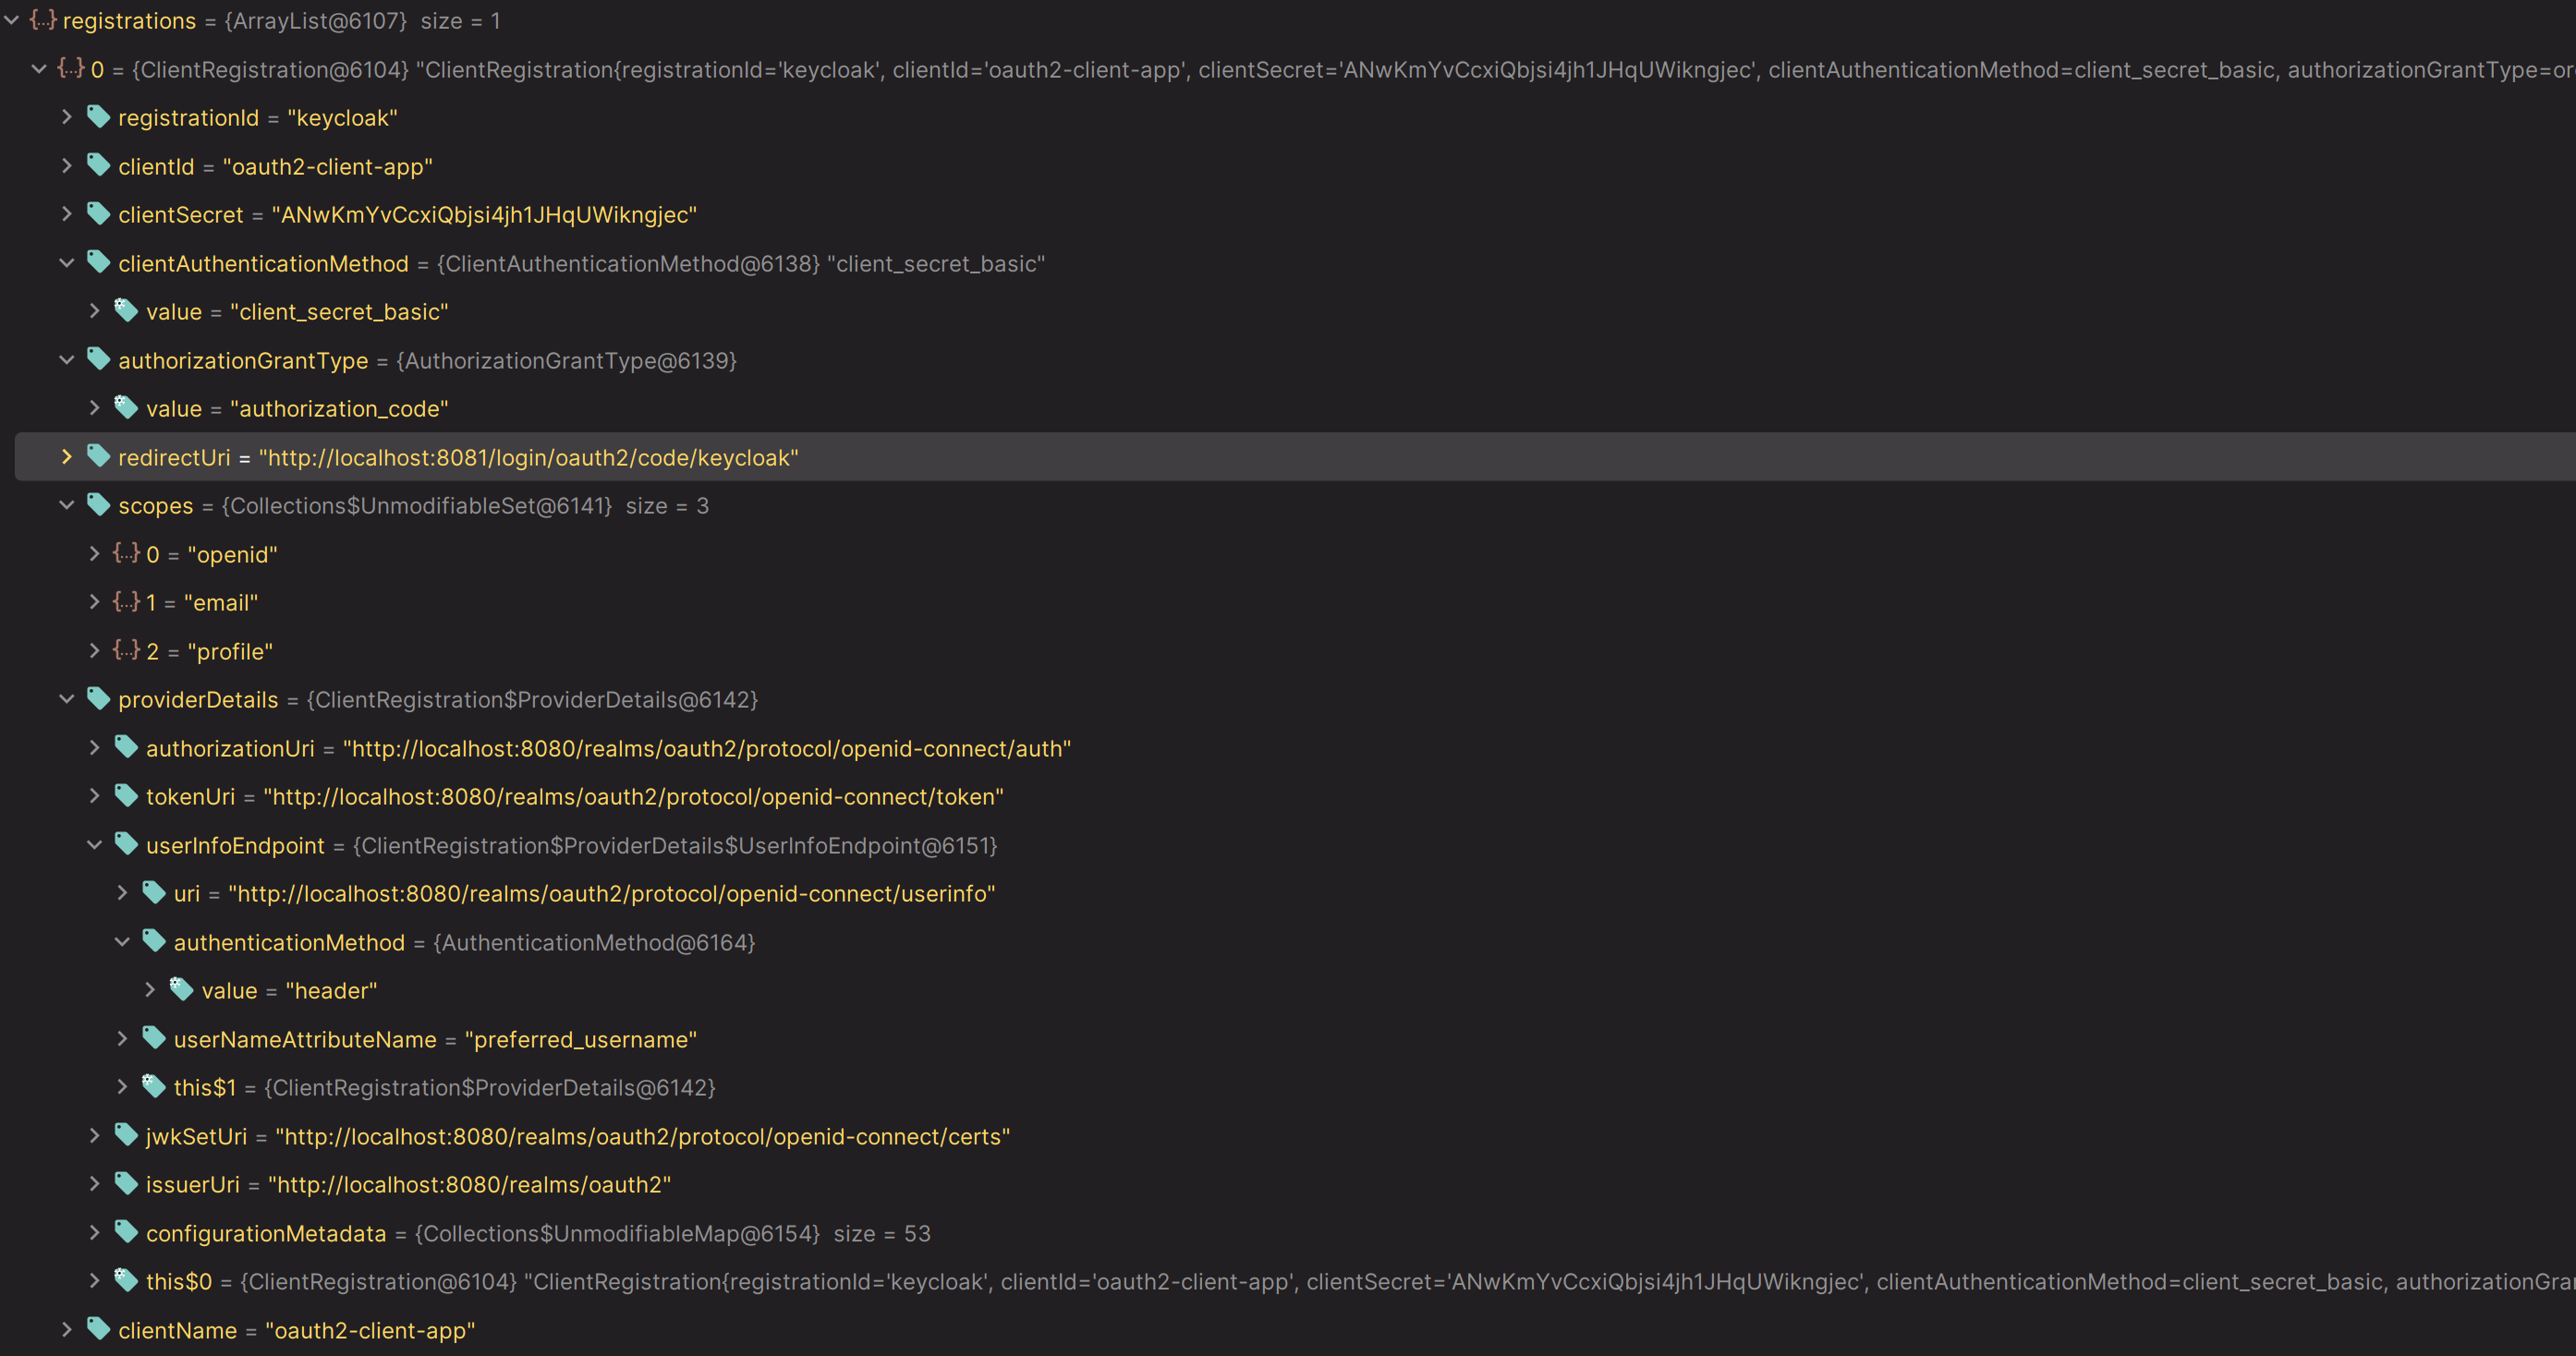 registrations = {ArrayList@6107} size = 1
{...} 0 = {ClientRegistration@6104} "ClientRegistration{registrationId='keycloak', clientId='oauth2-client-app', clientSecret='ANwKmYvCcxiQbjsi4jh1JHqUWikngjec', clientAuthenticationMethod=client_secret_basic, authorizationGrantType=or
registrationId = "keycloak"
clientId = "oauth2-client-app"
clientSecret = "ANwKmYvCcxiQbjsi4jh1JHqUWikngjec"
clientAuthenticationMethod = {ClientAuthenticationMethod@6138} "client_secret_basic"
value = "client_secret_basic"
authorizationGrantType = {AuthorizationGrantType@6139}
value = "authorization_code"
redirectUri = "http://localhost:8081/login/oauth2/code/keycloak"
scopes = {Collections$UnmodifiableSet@6141} size = 3
{...} 0 = "openid"
{...} 1 = "email"
{...} 2 = "profile"
providerDetails = {ClientRegistration$ProviderDetails@6142}
authorizationUri = "http://localhost:8080/realms/oauth2/protocol/openid-connect/auth"
tokenUri = "http://localhost:8080/realms/oauth2/protocol/openid-connect/token"
userInfoEndpoint = {ClientRegistration$ProviderDetails$UserInfoEndpoint@6151}
uri = "http://localhost:8080/realms/oauth2/protocol/openid-connect/userinfo"
authenticationMethod = {AuthenticationMethod@6164}
value = "header"
userNameAttributeName = "preferred_username"
this$1 = {ClientRegistration$ProviderDetails@6142}
jwkSetUri = "http://localhost:8080/realms/oauth2/protocol/openid-connect/certs"
issuerUri = "http://localhost:8080/realms/oauth2"
configurationMetadata = {Collections$UnmodifiableMap@6154} size = 53
this$0 = {ClientRegistration@6104} "ClientRegistration{registrationId='keycloak', clientId='oauth2-client-app', clientSecret='ANwKmYvCcxiQbjsi4jh1JHqUWikngjec', clientAuthenticationMethod=client_secret_basic, authorizationGra
clientName = "oauth2-client-app"